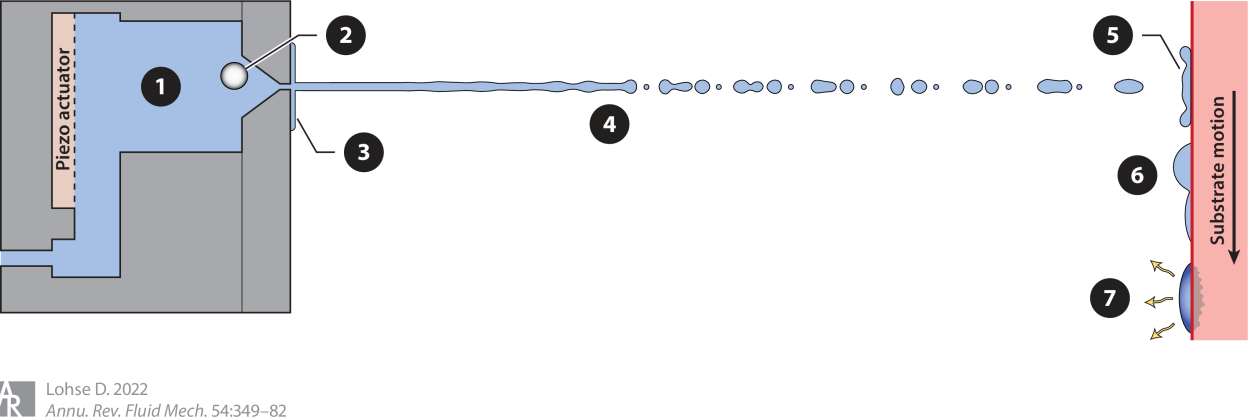 Piezo actuator
1
2
3
4
5
6
7
Substrate motion
AR
Lohse D. 2022
Annu. Rev. Fluid Mech. 54:349–82